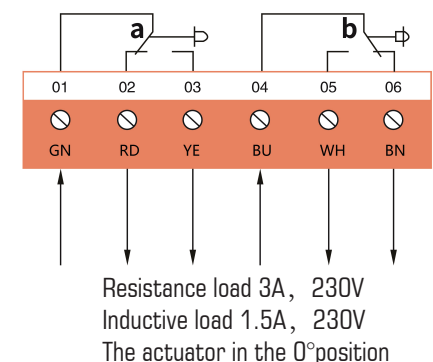 a b
01 02 03 04 05 06
GN RD YE BU WH BN
Resistance load 3A, 230V
Inductive load 1.5A, 230V
The actuator in the 0°position